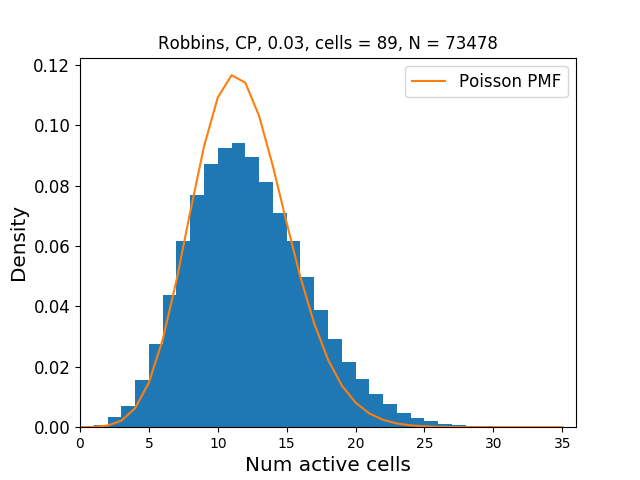 Robbins, CP, 0.03, cells = 89, N = 73478
Poisson PMF
Density
0.12
0.10
0.08
0.06
0.04
0.02
0.00
0 5 10 15 20 25 30 35
Num active cells